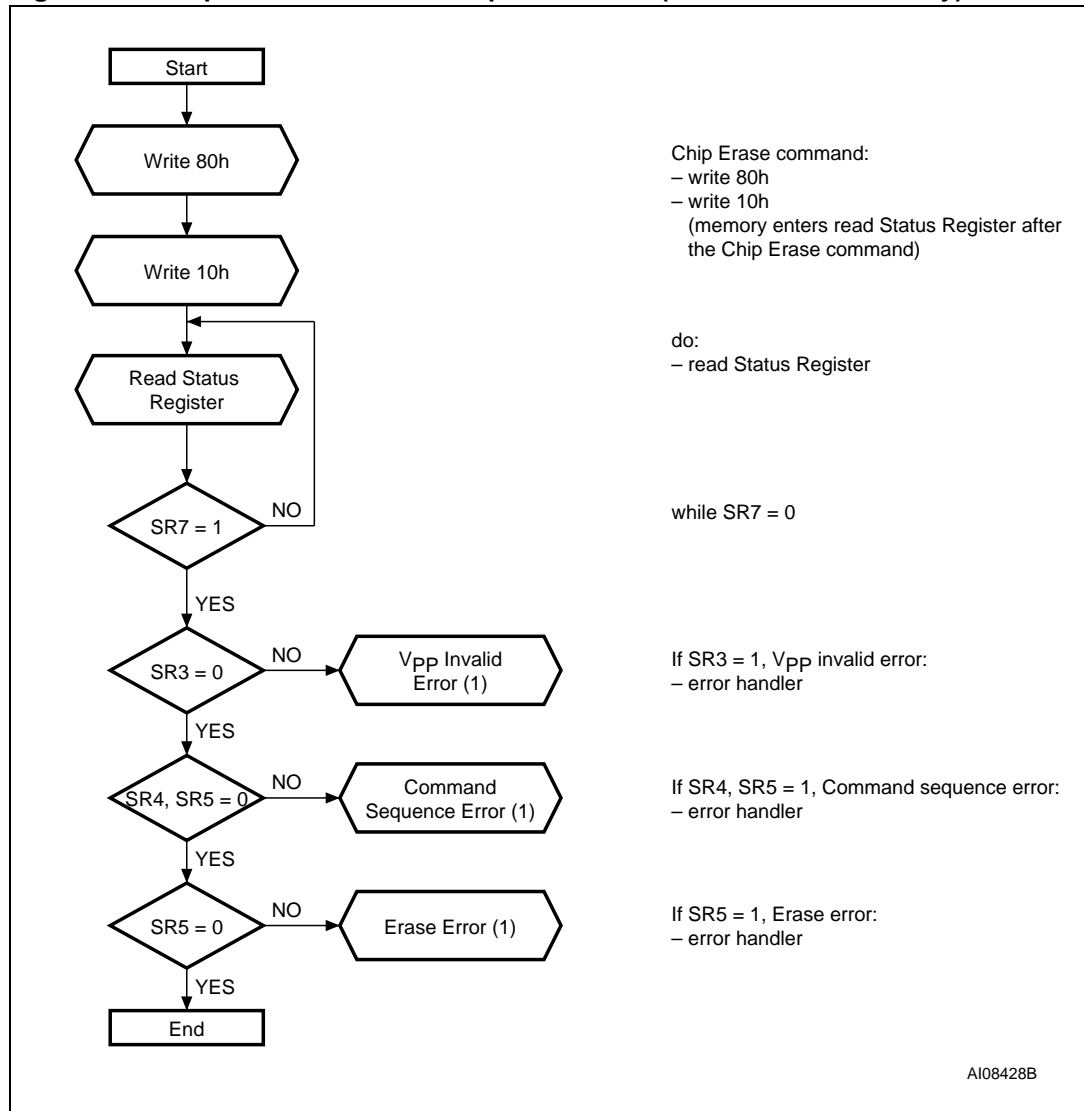 Start
Write 80h
Write 10h
Read Status
Register
SR7 = 1
NO
YES
SR3 = 0
NO
VPP Invalid
Error (1)
YES
SR4, SR5 = 0
NO
Command
Sequence Error (1)
YES
SR5 = 0
NO
Erase Error (1)
YES
End
Chip Erase command:
– write 80h
– write 10h
(memory enters read Status Register after
the Chip Erase command)
do:
– read Status Register
while SR7 = 0
If SR3 = 1, VPP invalid error:
– error handler
If SR4, SR5 = 1, Command sequence error:
– error handler
If SR5 = 1, Erase error:
– error handler
AI08428B